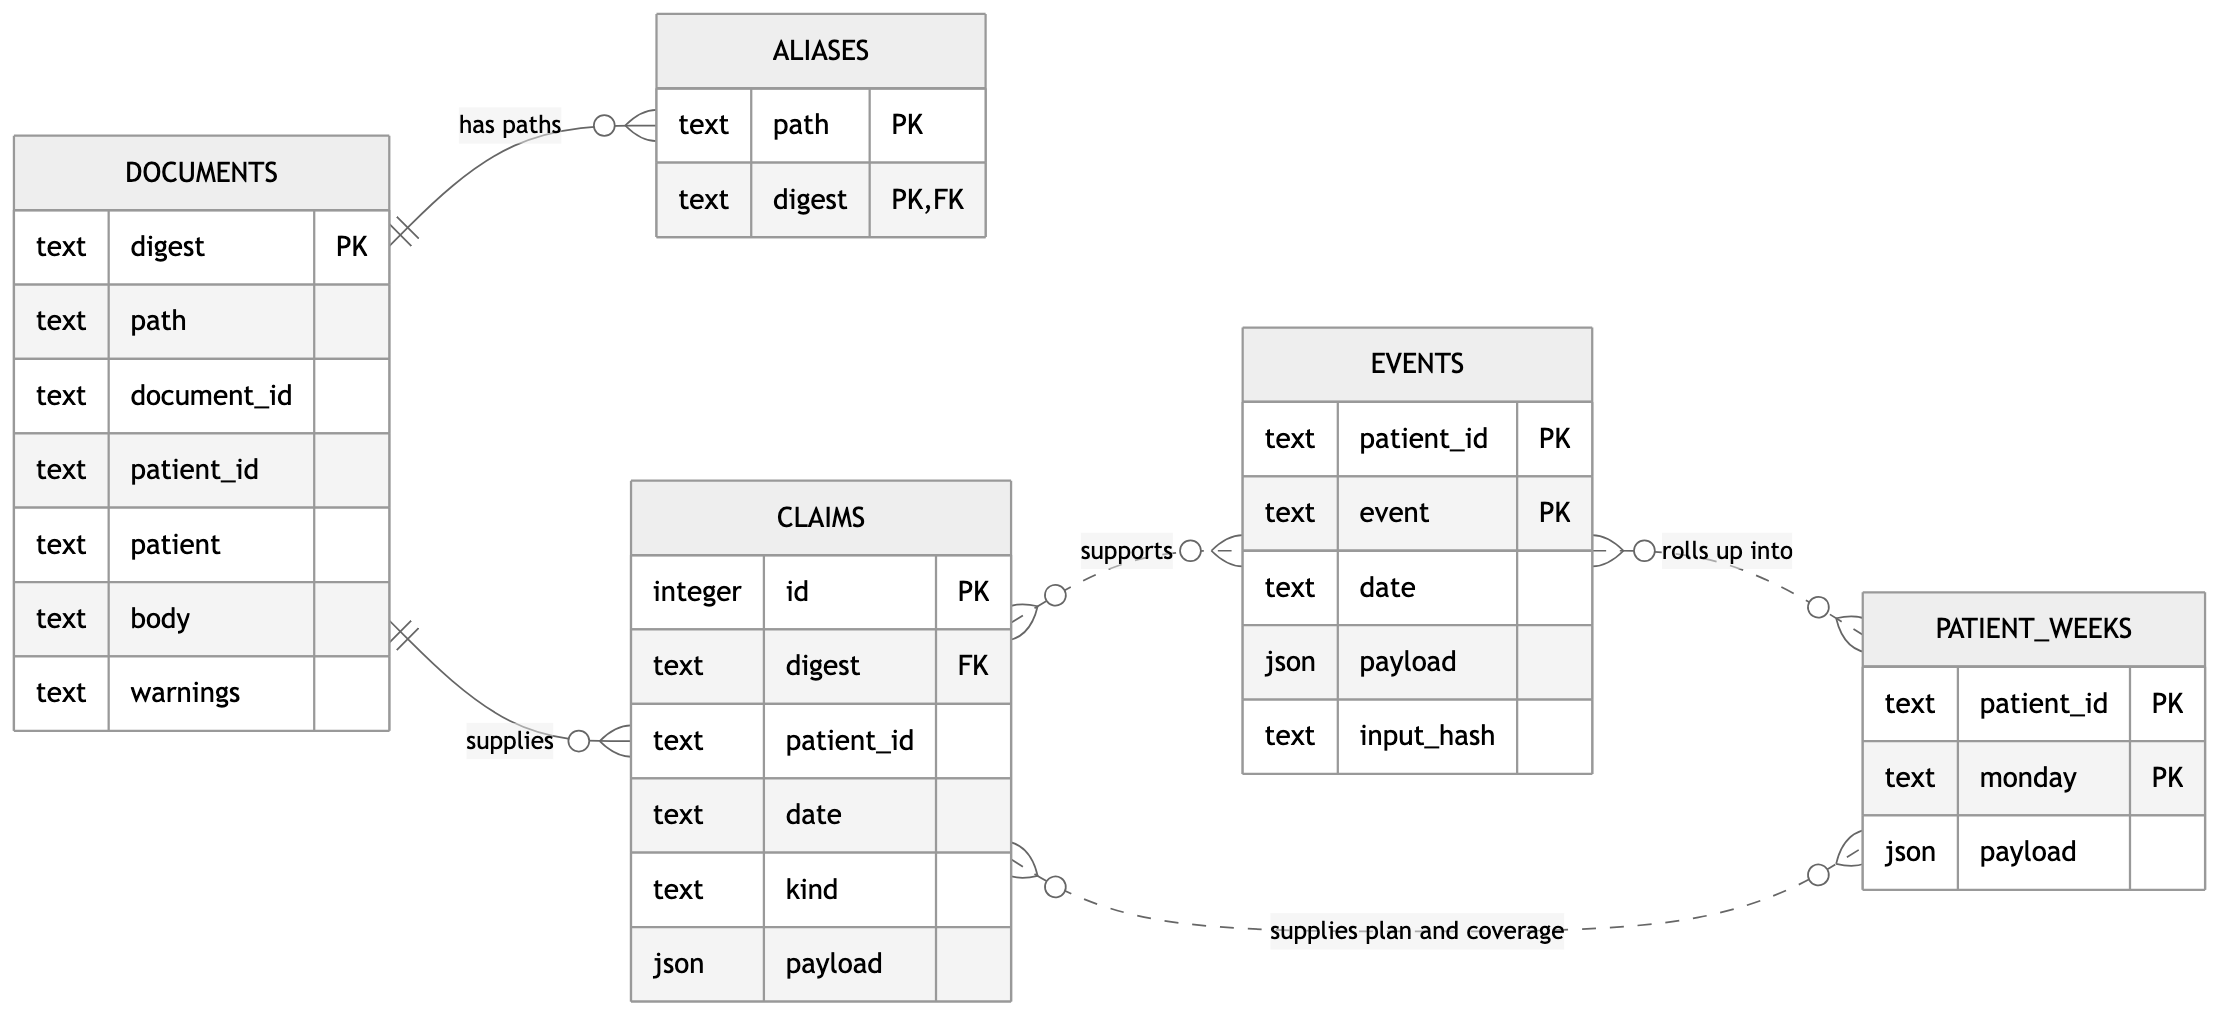 ALIASES
text path PK
text digest PK,FK
has paths
DOCUMENTS
text digest PK
text path
text document_id
text patient_id
text patient
text body
text warnings
supplies
CLAIMS
integer id PK
text digest FK
text patient_id
text date
text kind
json payload
supports
EVENTS
text patient_id PK
text event PK
text date
json payload
text input_hash
rolls up into
PATIENT_WEEKS
text patient_id PK
text monday PK
json payload
supplies plan and coverage